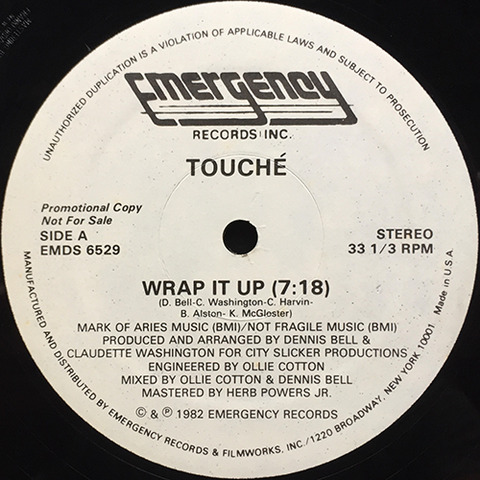 UNAUTHORIZED DUPLICATION IS A VIOLATION OF APPLICABLE LAWS AND SUBJECT TO PROSECUTION
EMERGENCY
RECORDS INC.
TOUCHÉ
Promotional Copy
Not For Sale
SIDE A
EMDS 6529
STEREO
33 1/3 RPM
WRAP IT UP (7:18)
(D. Bell-C. Washington-C. Harvin-
B. Alston- K. McGloster)
MARK OF ARIES MUSIC (BMI)/NOT FRAGILE MUSIC (BMI)
PRODUCED AND ARRANGED BY DENNIS BELL &
CLAUDETTE WASHINGTON FOR CITY SLICKER PRODUCTIONS
ENGINEERED BY OLLIE COTTON
MIXED BY OLLIE COTTON & DENNIS BELL
MASTERED BY HERB POWERS JR.
© & ℗ 1982 EMERGENCY RECORDS
MANUFACTURED AND DISTRIBUTED BY EMERGENCY RECORDS & FILMWORKS, INC./1220 BROADWAY, NEW YORK 10001 Made in U.S.A.